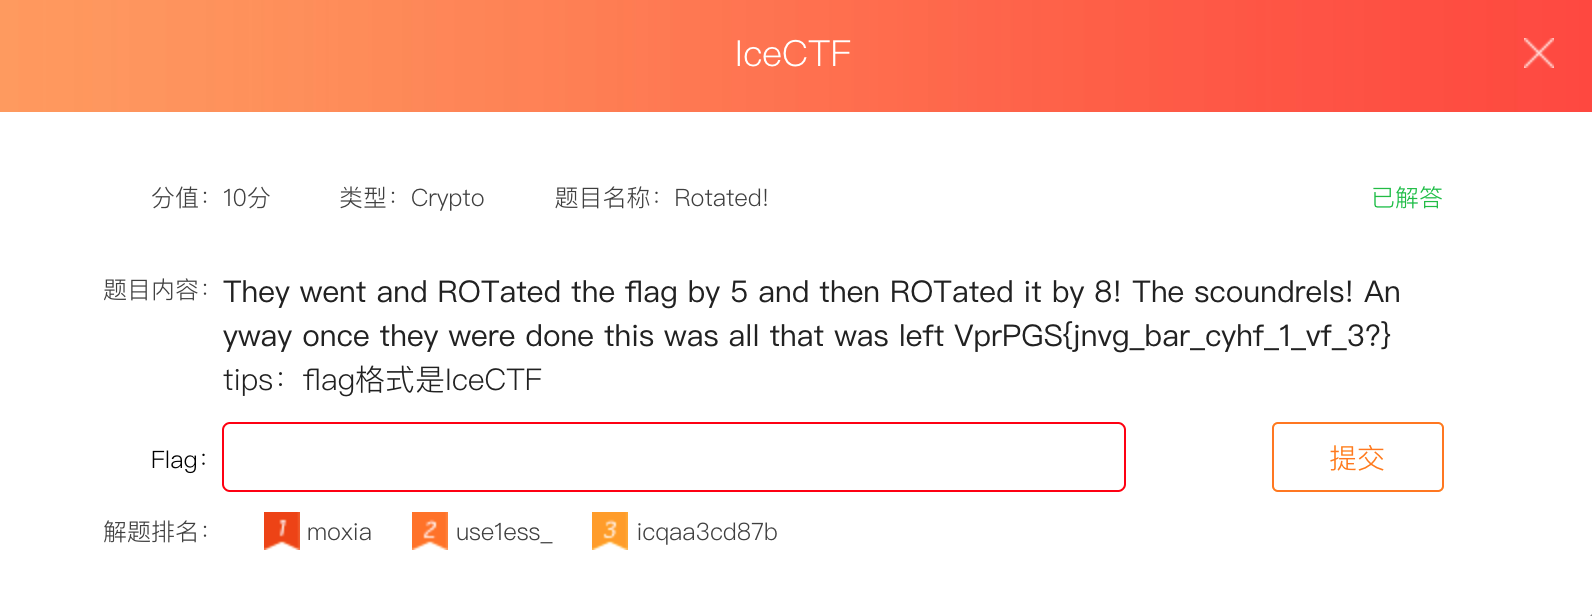 IceCTF
分值：10分 类型：Crypto 题目名称：Rotated! 已解答
题目内容：They went and ROTated the flag by 5 and then ROTated it by 8! The scoundrels! An
yway once they were done this was all that was left VprPGS{jnvg_bar_cyhf_1_vf_3?}
tips：flag格式是IceCTF
Flag：
提交
解题排名：1 moxia 2 use1ess_ 3 icqaa3cd87b